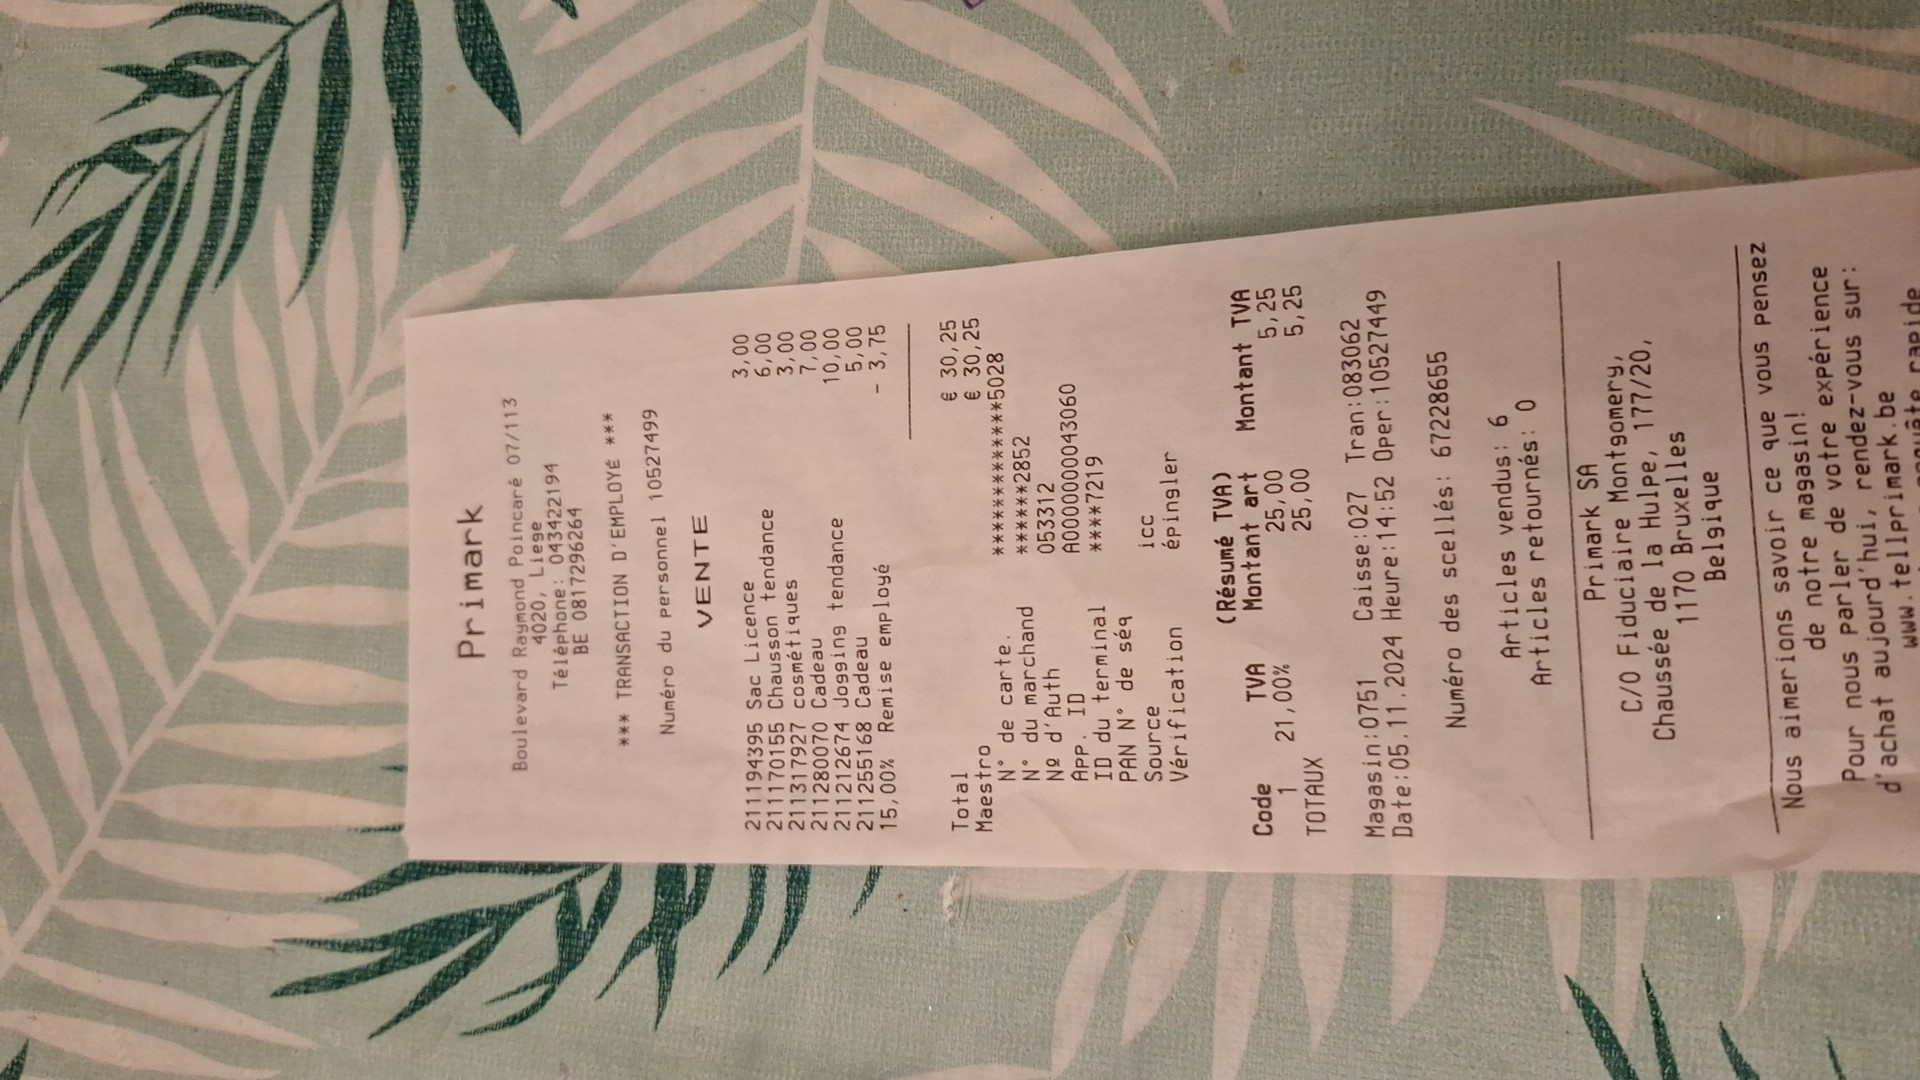 Primark
Boulevard Raymond Poincaré 07/113
4020, Liege
Téléphone: 043422194
BE 0817296264
*** TRANSACTION D'EMPLOYÉ ***
Numéro du personnel 10527499
VENTE
211194395 Sac Licence 3,00
211170155 Chausson tendance 6,00
211317927 cosmétiques 3,00
211280070 Cadeau 7,00
211212674 Jogging tendance 10,00
211255168 Cadeau 5,00
15,00% Remise employé - 3,75
Total € 30,25
Maestro € 30,25
N° de carte. ***************5028
N° du marchand ******2852
Nº d'Auth 053312
App. ID A0000000043060
ID du terminal ****7219
PAN N° de séq
Source icc
Vérification épingler
(Résumé TVA)
Code TVA Montant art Montant TVA
1 21,00% 25,00 5,25
TOTAUX 25,00 5,25
Magasin:0751 Caisse:027 Tran:083062
Date:05.11.2024 Heure:14:52 Oper:10527449
Numéro des scellés: 67228655
Articles vendus: 6
Articles retournés: 0
Primark SA
C/O Fiduciaire Montgomery,
Chaussée de la Hulpe, 177/20,
1170 Bruxelles
Belgique
Nous aimerions savoir ce que vous pensez
de notre magasin!
Pour nous parler de votre expérience
d'achat aujourd'hui, rendez-vous sur:
www.tellprimark.be
rapide